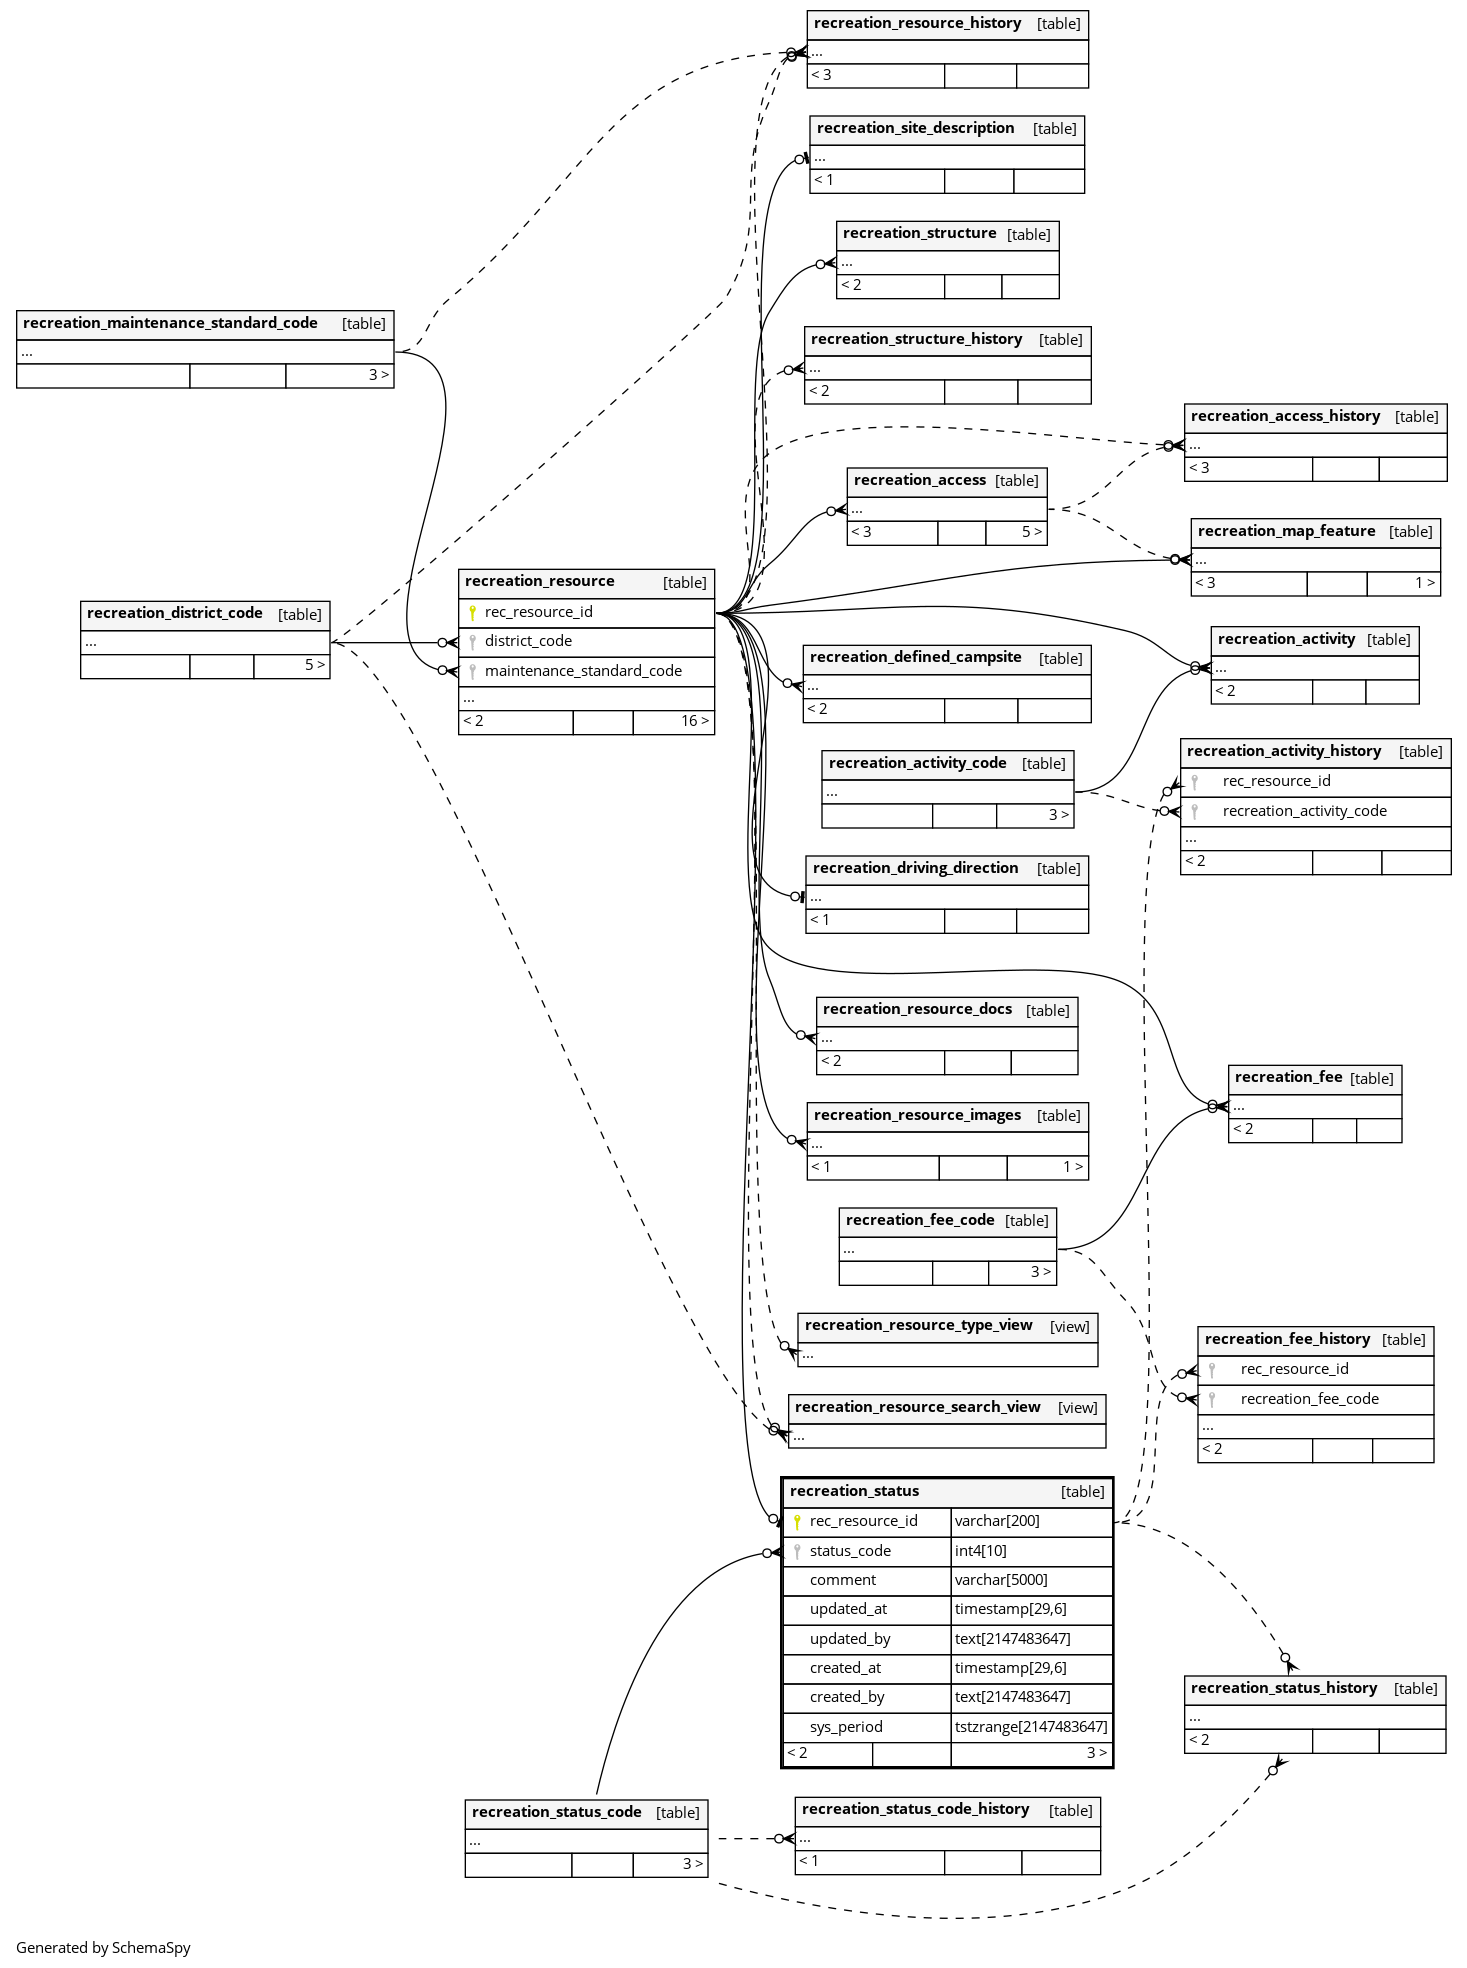 recreation_resource_history [table]
...
< 3
recreation_site_description [table]
...
< 1
recreation_structure [table]
...
< 2
recreation_maintenance_standard_code [table]
...
3 >
recreation_structure_history [table]
...
< 2
recreation_access_history [table]
...
< 3
recreation_access [table]
...
< 3 5 >
recreation_map_feature [table]
...
< 3 1 >
recreation_resource [table]
rec_resource_id
district_code
maintenance_standard_code
...
< 2 16 >
recreation_district_code [table]
...
5 >
recreation_activity [table]
...
< 2
recreation_defined_campsite [table]
...
< 2
recreation_activity_code [table]
...
3 >
recreation_activity_history [table]
rec_resource_id
recreation_activity_code
...
< 2
recreation_driving_direction [table]
...
< 1
recreation_resource_docs [table]
...
< 2
recreation_fee [table]
...
< 2
recreation_resource_images [table]
...
< 1 1 >
recreation_fee_code [table]
...
3 >
recreation_resource_type_view [view]
...
recreation_fee_history [table]
rec_resource_id
recreation_fee_code
...
< 2
recreation_resource_search_view [view]
...
recreation_status [table]
rec_resource_id varchar[200]
status_code int4[10]
comment varchar[5000]
updated_at timestamp[29,6]
updated_by text[2147483647]
created_at timestamp[29,6]
created_by text[2147483647]
sys_period tstzrange[2147483647]
< 2 3 >
recreation_status_history [table]
...
< 2
recreation_status_code [table]
...
3 >
recreation_status_code_history [table]
...
< 1
Generated by SchemaSpy